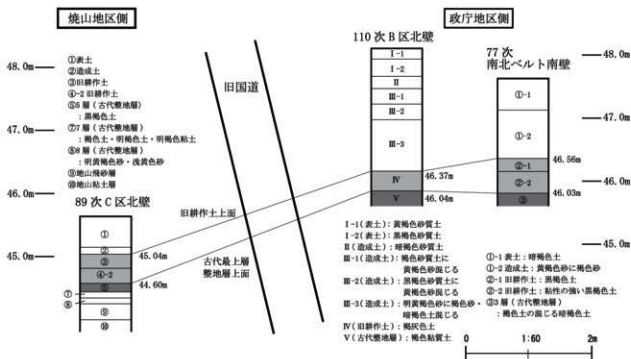 焼山地区側
政庁地区側
110 次 B 区北壁
77 次
南北ベルト南壁
旧国道
48.0m
47.0m
46.0m
45.0m
①表土
②造成土
③旧耕作土
④-2 旧耕作土
⑤5 層（古代整地層）
：黒褐色土
⑦7 層（古代整地層）
：褐色土・明褐色土・明褐色粘土
⑧8 層（古代整地層）
：明黄褐色砂・浅黄色砂
⑨地山飛砂層
⑩地山粘土層
89 次 C 区北壁
①
②
③
④-2
⑤
⑦
⑧
⑨
⑩
45.04m
44.60m
旧耕作土上面
古代最上層
整地層上面
Ⅰ-1
Ⅰ-2
Ⅱ
Ⅲ-1
Ⅲ-2
Ⅲ-3
Ⅳ
Ⅴ
46.37m
46.04m
①-1
①-2
②-1
②-2
③
46.56m
46.03m
48.0m
47.0m
46.0m
45.0m
Ⅰ-1（表土）：黄褐色砂質土
Ⅰ-2（表土）：黒褐色砂質土
Ⅱ（造成土）：暗褐色砂質土
Ⅲ-1（造成土）：褐色砂質土に
黄褐色砂混じる
Ⅲ-2（造成土）：黒褐色砂質土に
黄褐色砂混じる
Ⅲ-3（造成土）：明黄褐色砂に褐色砂・
暗褐色土混じる
Ⅳ（旧耕作土）：褐灰色土
Ⅴ（古代整地層）：褐色粘質土
①-1 表土：暗褐色土
①-2 造成土：黄褐色砂に褐色砂
②-1 旧耕作土：黒褐色土
②-2 旧耕作土：粘性の強い黒褐色土
③3 層（古代整地層）
：褐色土の混じる暗褐色土
0
1:60
2m